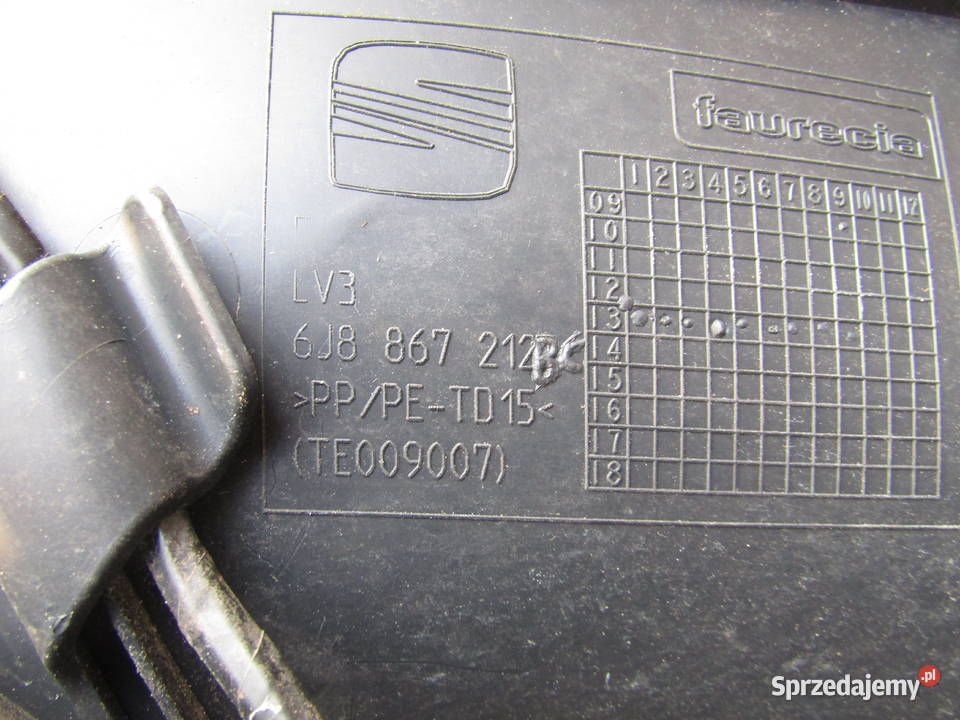 faurecia
1 2 3 4 5 6 7 8 9 10 11 12
09
10
11
12
13
14
15
16
17
18
LV3
6J8 867 212
>PP/PE-TD15<
(TE009007)
Sprzedajemy.pl